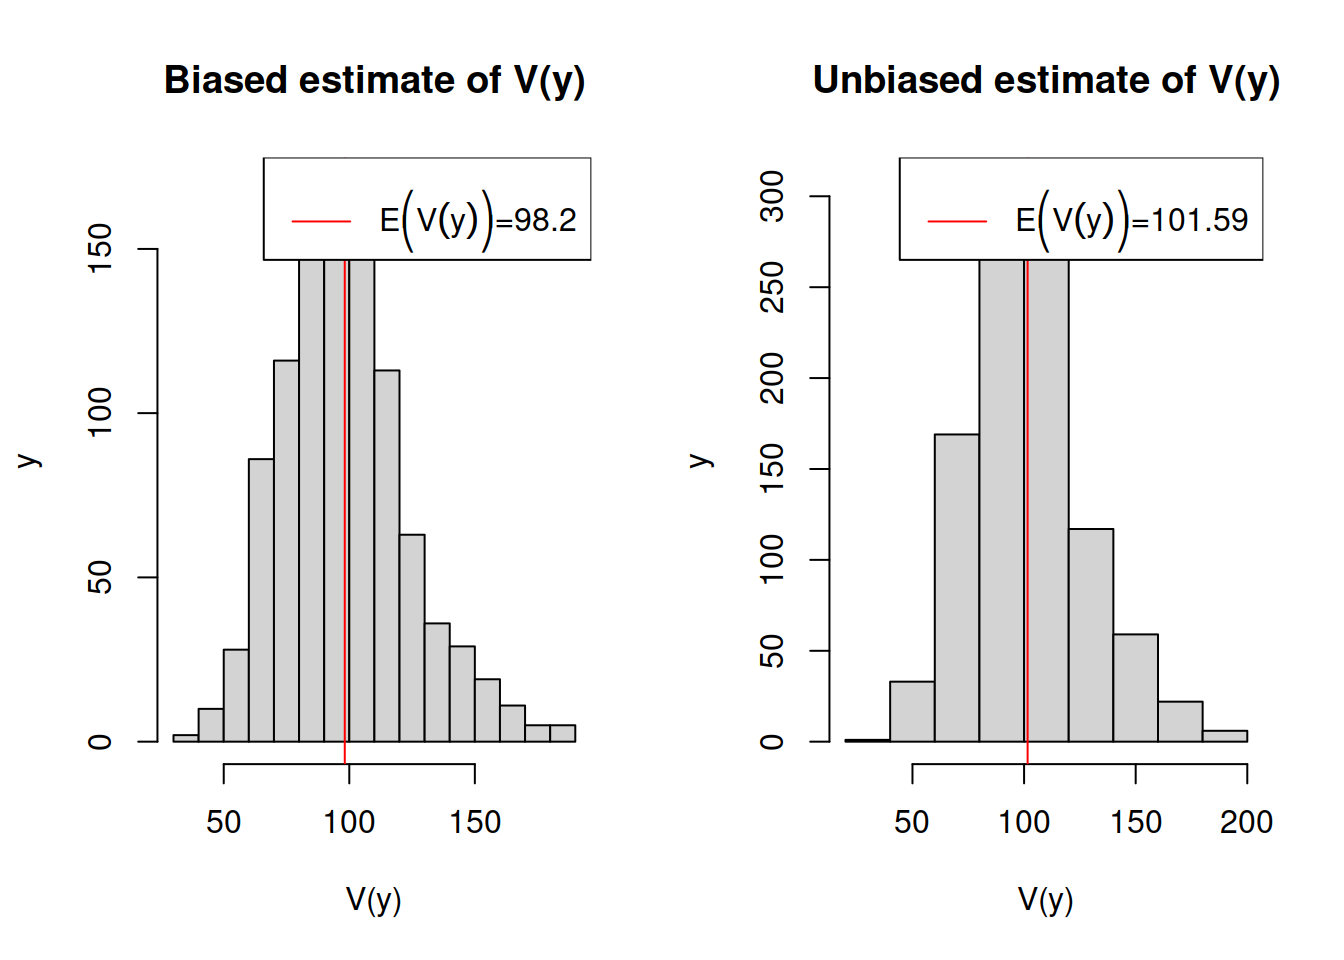 Biased estimate of V(y)
E(V(y))=98.2
150
100
50
0
y
50 100 150
V(y)
Unbiased estimate of V(y)
E(V(y))=101.59
300
250
200
150
100
50
0
y
50 100 150 200
V(y)